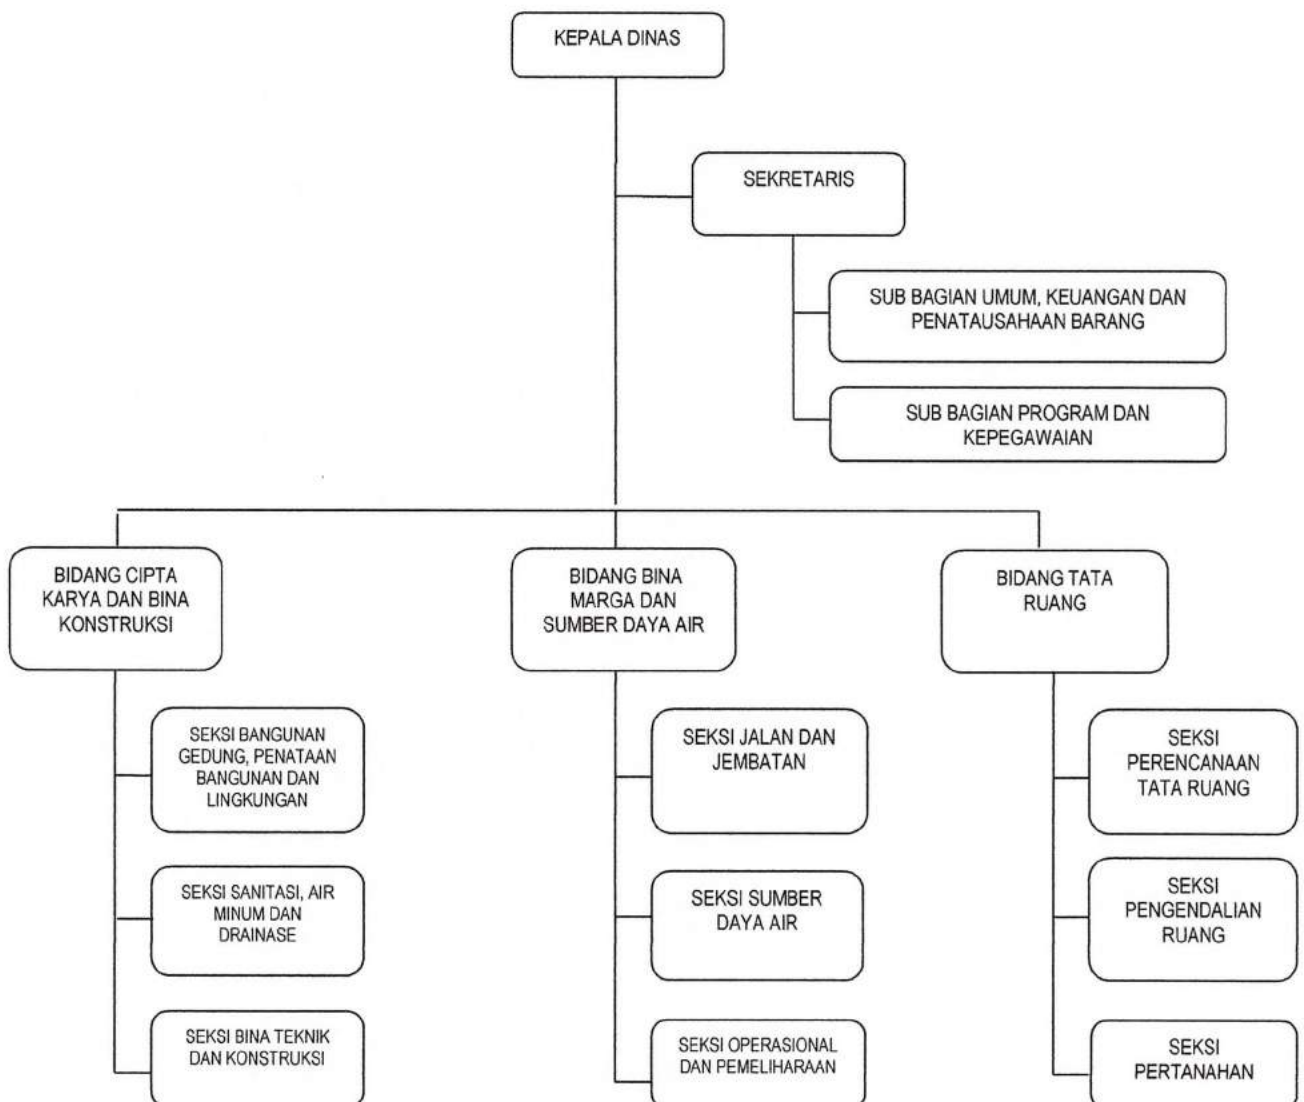 KEPALA DINAS
SEKRETARIS
SUB BAGIAN UMUM, KEUANGAN DAN
PENATAUSAHAAN BARANG
SUB BAGIAN PROGRAM DAN
KEPEGAWAIAN
BIDANG CIPTA
KARYA DAN BINA
KONSTRUKSI
BIDANG BINA
MARGA DAN
SUMBER DAYA AIR
BIDANG TATA
RUANG
SEKSI BANGUNAN
GEDUNG, PENATAAN
BANGUNAN DAN
LINGKUNGAN
SEKSI SANITASI, AIR
MINUM DAN
DRAINASE
SEKSI BINA TEKNIK
DAN KONSTRUKSI
SEKSI JALAN DAN
JEMBATAN
SEKSI SUMBER
DAYA AIR
SEKSI OPERASIONAL
DAN PEMELIHARAAN
SEKSI
PERENCANAAN
TATA RUANG
SEKSI
PENGENDALIAN
RUANG
SEKSI
PERTANAHAN